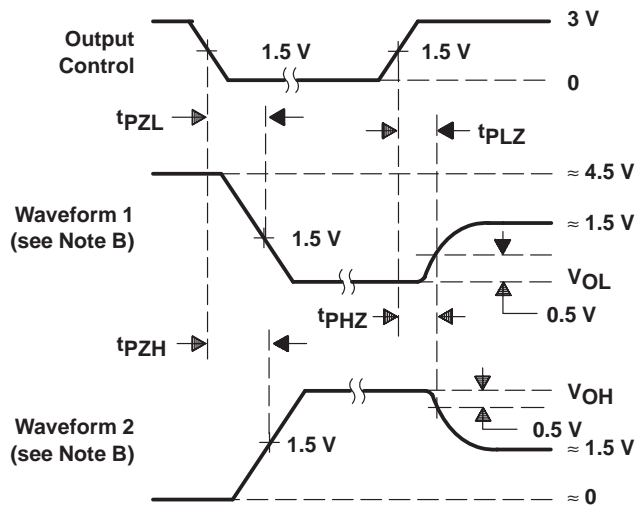 Output
Control
1.5 V
1.5 V
3 V
0
tPZL
tPLZ
≈ 4.5 V
Waveform 1
(see Note B)
1.5 V
≈ 1.5 V
VOL
0.5 V
tPHZ
tPZH
VOH
0.5 V
Waveform 2
(see Note B)
1.5 V
≈ 1.5 V
≈ 0